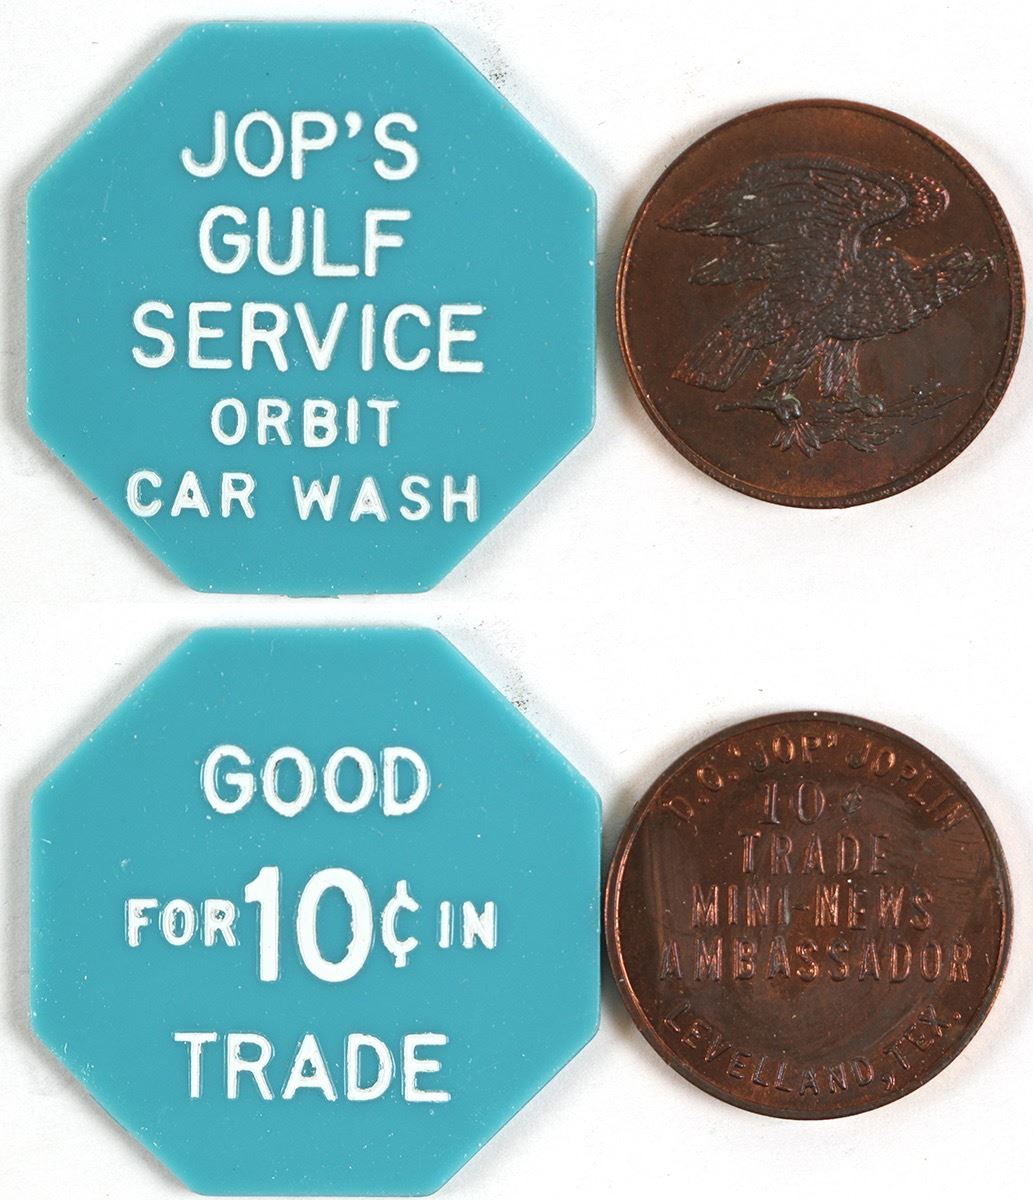 JOP'S
GULF
SERVICE
ORBIT
CAR WASH
GOOD
FOR 10¢ IN
TRADE
D.O. 'JOP' JOPLIN
10¢
TRADE
MINI-NEWS
AMBASSADOR
LEVELLAND, TEX.